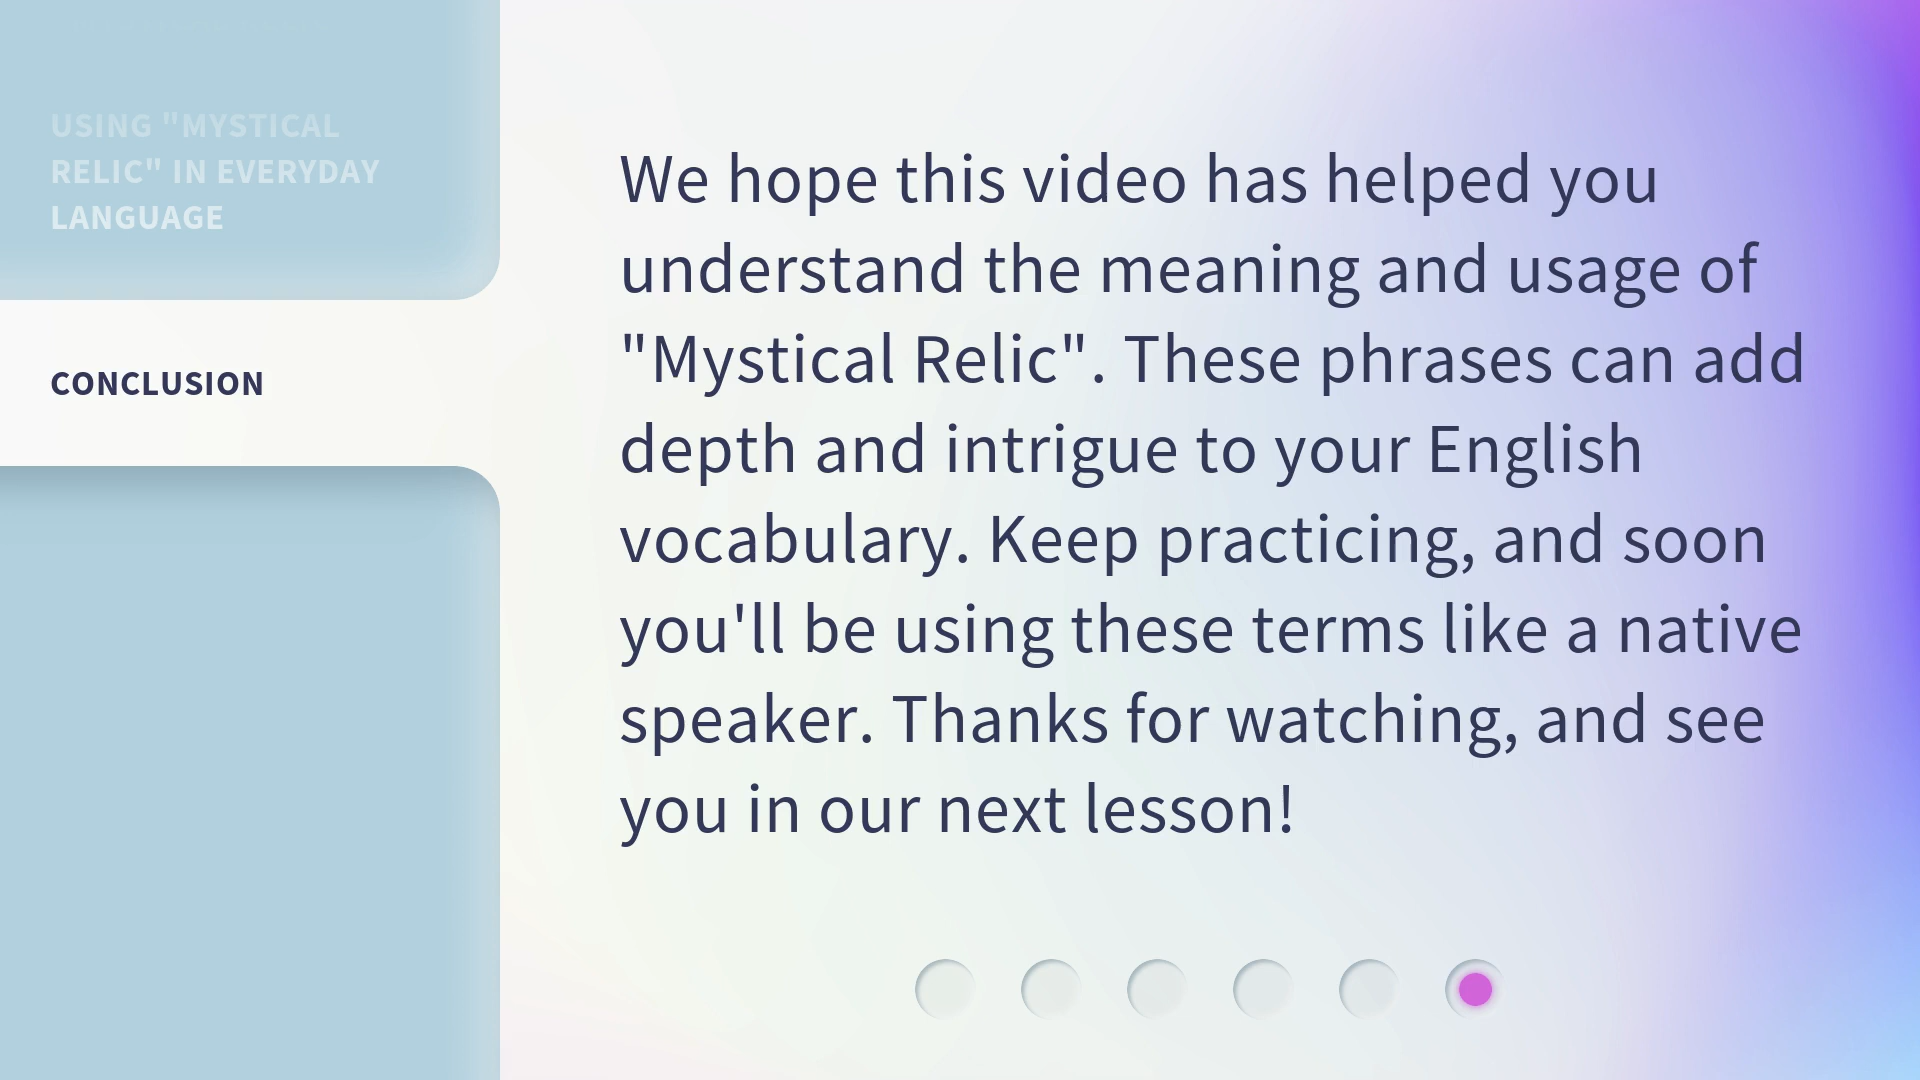 USING "MYSTICAL
RELIC" IN EVERYDAY
LANGUAGE
CONCLUSION
We hope this video has helped you
understand the meaning and usage of
"Mystical Relic". These phrases can add
depth and intrigue to your English
vocabulary. Keep practicing, and soon
you'll be using these terms like a native
speaker. Thanks for watching, and see
you in our next lesson!